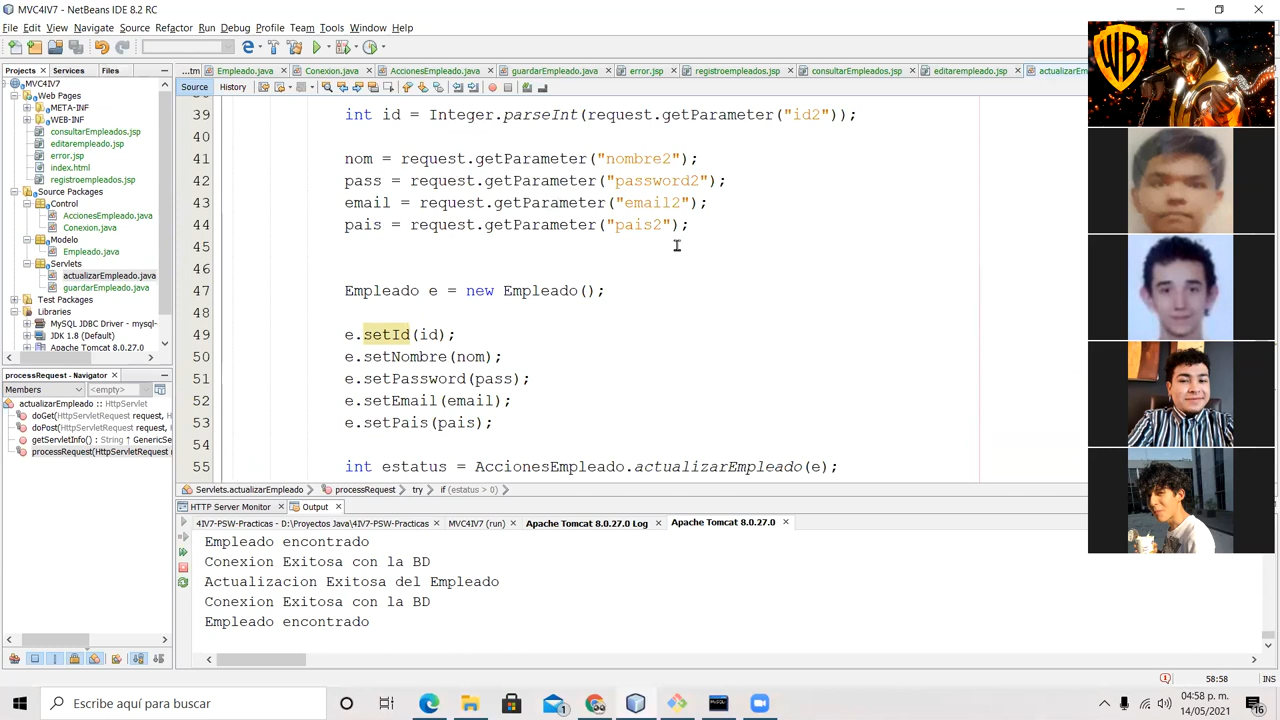 MVC4IV7 - NetBeans IDE 8.2 RC
File Edit View Navigate Source Refactor Run Debug Profile Team Tools Window Help
Projects Services Files
...tm Empleado.java Conexion.java AccionesEmpleado.java guardarEmpleado.java error.jsp registroempleados.jsp consultarEmpleados.jsp editarempleado.jsp actualizarEm
Source History
MVC4IV7
Web Pages
META-INF
WEB-INF
consultarEmpleados.jsp
editarempleado.jsp
error.jsp
index.html
registroempleados.jsp
Source Packages
Control
AccionesEmpleado.java
Conexion.java
Modelo
Empleado.java
Servlets
actualizarEmpleado.java
guardarEmpleado.java
Test Packages
Libraries
MySQL JDBC Driver - mysql-
JDK 1.8 (Default)
Apache Tomcat 8.0.27.0
39 int id = Integer.parseInt(request.getParameter("id2"));
40
41 nom = request.getParameter("nombre2");
42 pass = request.getParameter("password2");
43 email = request.getParameter("email2");
44 pais = request.getParameter("pais2");
45
46
47 Empleado e = new Empleado();
48
49 e.setId(id);
50 e.setNombre(nom);
51 e.setPassword(pass);
52 e.setEmail(email);
53 e.setPais(pais);
54
55 int estatus = AccionesEmpleado.actualizarEmpleado(e);
processRequest - Navigator
Members <empty>
actualizarEmpleado :: HttpServlet
doGet(HttpServletRequest request,
doPost(HttpServletRequest request,
getServletInfo() : String ↑ GenericSe
processRequest(HttpServletRequest
Servlets.actualizarEmpleado processRequest try if (estatus > 0)
HTTP Server Monitor Output
4IV7-PSW-Practicas - D:\Proyectos Java\4IV7-PSW-Practicas MVC4IV7 (run) Apache Tomcat 8.0.27.0 Log Apache Tomcat 8.0.27.0
Empleado encontrado
Conexion Exitosa con la BD
Actualizacion Exitosa del Empleado
Conexion Exitosa con la BD
Empleado encontrado
58:58 INS
Escribe aquí para buscar
04:58 p. m.
14/05/2021
16
WB
1